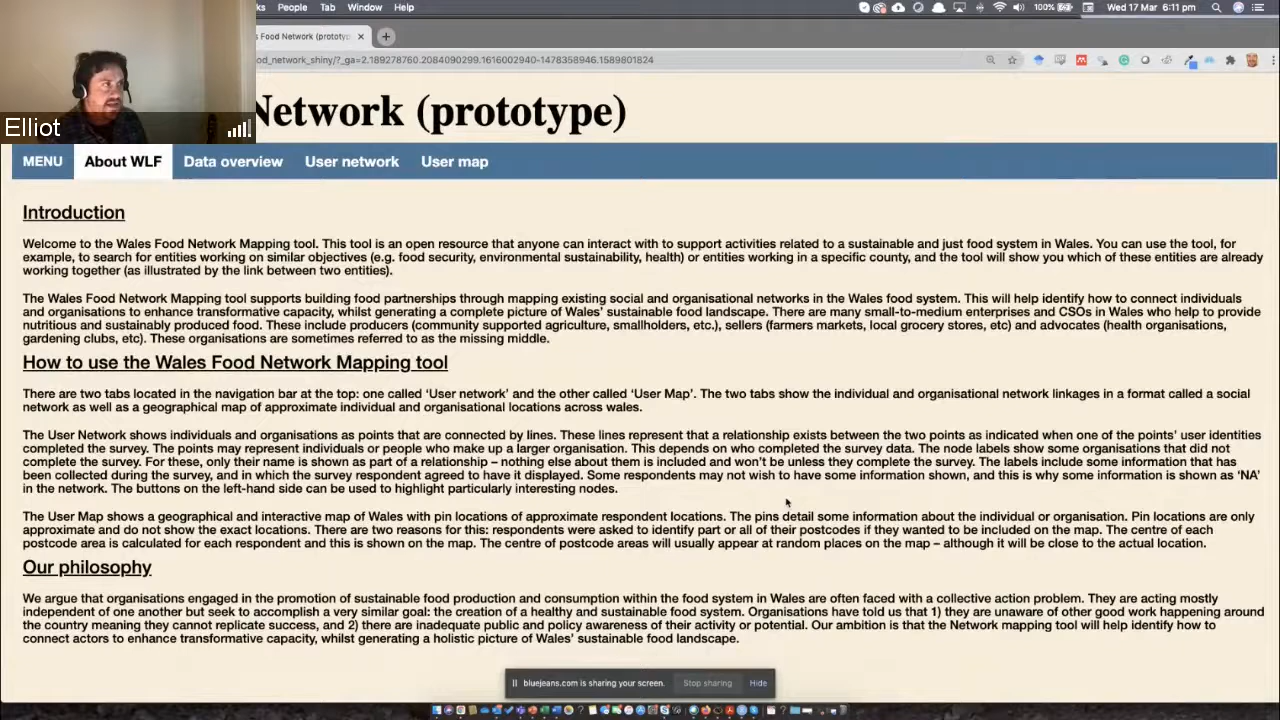 ks People Tab Window Help 100% Wed 17 Mar 6:11 pm
s Food Network (prototyp
od_network_shiny/?_ga=2.189278760.2084090299.1616002940-1478358946.1589801824
Elliot
Network (prototype)
MENU About WLF Data overview User network User map
Introduction
Welcome to the Wales Food Network Mapping tool. This tool is an open resource that anyone can interact with to support activities related to a sustainable and just food system in Wales. You can use the tool, for
example, to search for entities working on similar objectives (e.g. food security, environmental sustainability, health) or entities working in a specific county, and the tool will show you which of these entities are already
working together (as illustrated by the link between two entities).
The Wales Food Network Mapping tool supports building food partnerships through mapping existing social and organisational networks in the Wales food system. This will help identify how to connect individuals
and organisations to enhance transformative capacity, whilst generating a complete picture of Wales' sustainable food landscape. There are many small-to-medium enterprises and CSOs in Wales who help to provide
nutritious and sustainably produced food. These include producers (community supported agriculture, smallholders, etc.), sellers (farmers markets, local grocery stores, etc) and advocates (health organisations,
gardening clubs, etc). These organisations are sometimes referred to as the missing middle.
How to use the Wales Food Network Mapping tool
There are two tabs located in the navigation bar at the top: one called 'User network' and the other called 'User Map'. The two tabs show the individual and organisational network linkages in a format called a social
network as well as a geographical map of approximate individual and organisational locations across wales.
The User Network shows individuals and organisations as points that are connected by lines. These lines represent that a relationship exists between the two points as indicated when one of the points' user identities
completed the survey. The points may represent individuals or people who make up a larger organisation. This depends on who completed the survey data. The node labels show some organisations that did not
complete the survey. For these, only their name is shown as part of a relationship – nothing else about them is included and won't be unless they complete the survey. The labels include some information that has
been collected during the survey, and in which the survey respondent agreed to have it displayed. Some respondents may not wish to have some information shown, and this is why some information is shown as 'NA'
in the network. The buttons on the left-hand side can be used to highlight particularly interesting nodes.
The User Map shows a geographical and interactive map of Wales with pin locations of approximate respondent locations. The pins detail some information about the individual or organisation. Pin locations are only
approximate and do not show the exact locations. There are two reasons for this: respondents were asked to identify part or all of their postcodes if they wanted to be included on the map. The centre of each
postcode area is calculated for each respondent and this is shown on the map. The centre of postcode areas will usually appear at random places on the map – although it will be close to the actual location.
Our philosophy
We argue that organisations engaged in the promotion of sustainable food production and consumption within the food system in Wales are often faced with a collective action problem. They are acting mostly
independent of one another but seek to accomplish a very similar goal: the creation of a healthy and sustainable food system. Organisations have told us that 1) they are unaware of other good work happening around
the country meaning they cannot replicate success, and 2) there are inadequate public and policy awareness of their activity or potential. Our ambition is that the Network mapping tool will help identify how to
connect actors to enhance transformative capacity, whilst generating a holistic picture of Wales' sustainable food landscape.
bluejeans.com is sharing your screen. Stop sharing Hide